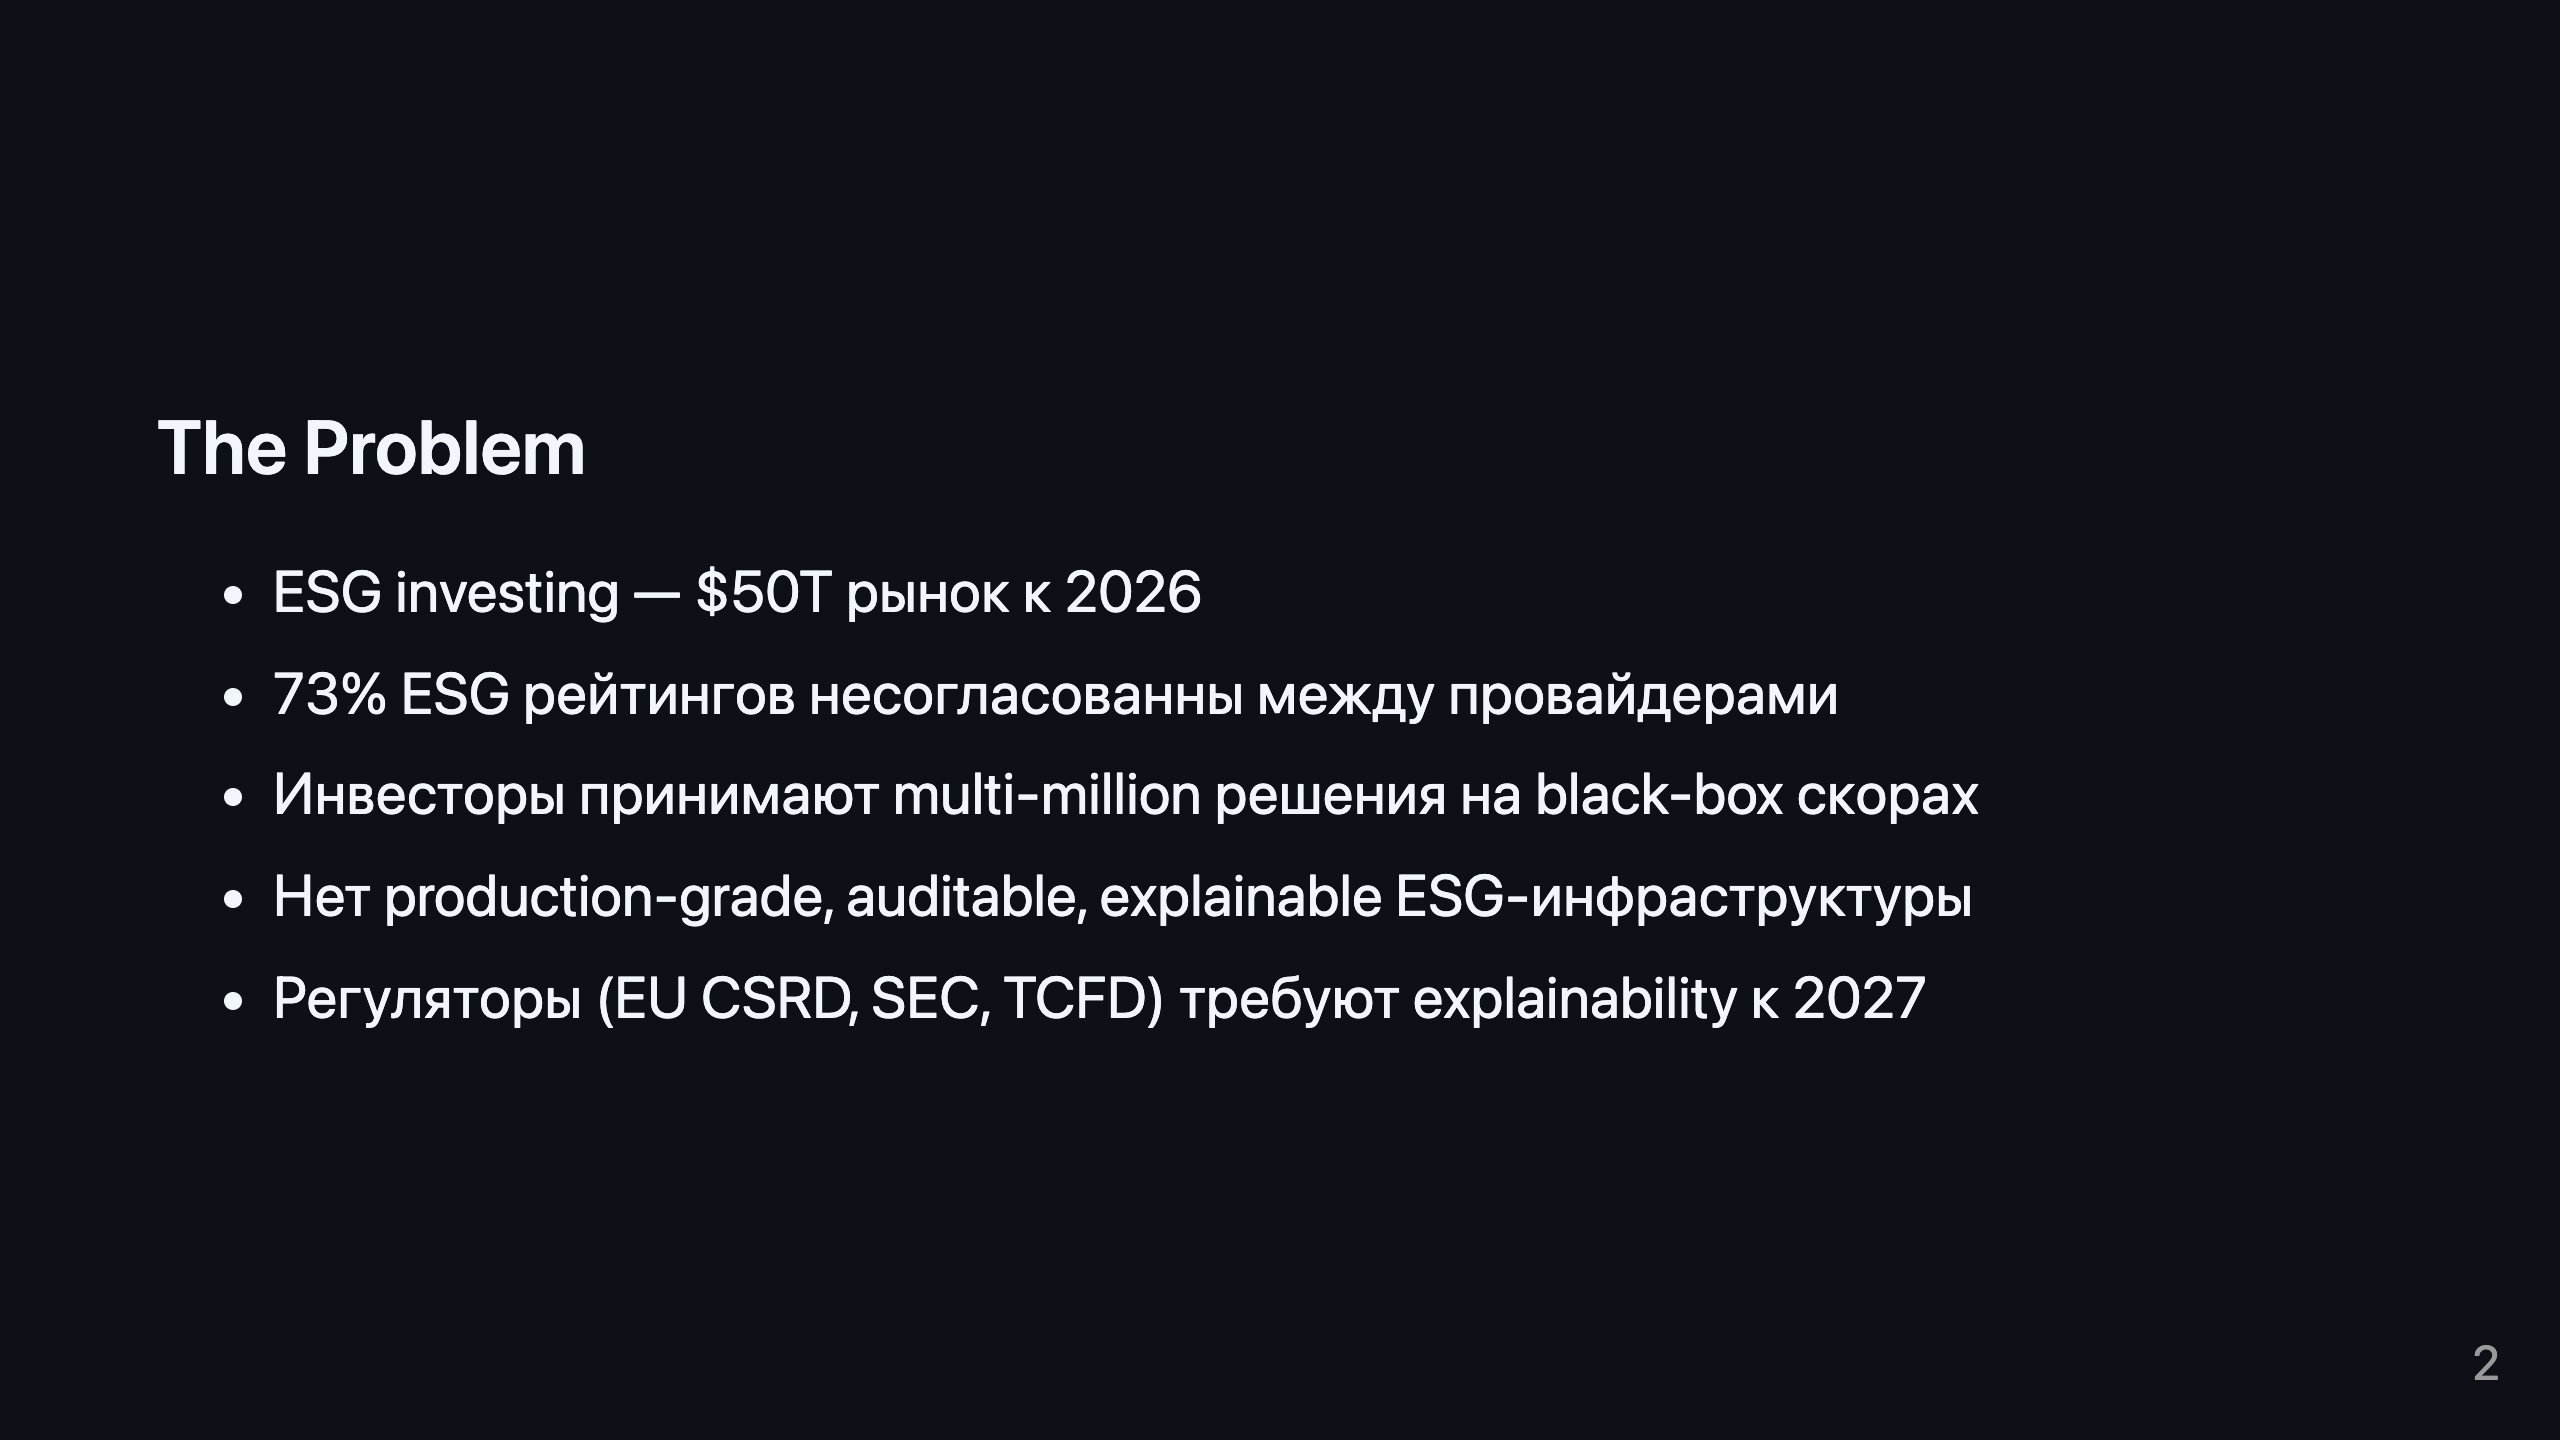 The Problem
• ESG investing — $50T рынок к 2026
• 73% ESG рейтингов несогласованны между провайдерами
• Инвесторы принимают multi-million решения на black-box скорах
• Нет production-grade, auditable, explainable ESG-инфраструктуры
• Регуляторы (EU CSRD, SEC, TCFD) требуют explainability к 2027
2